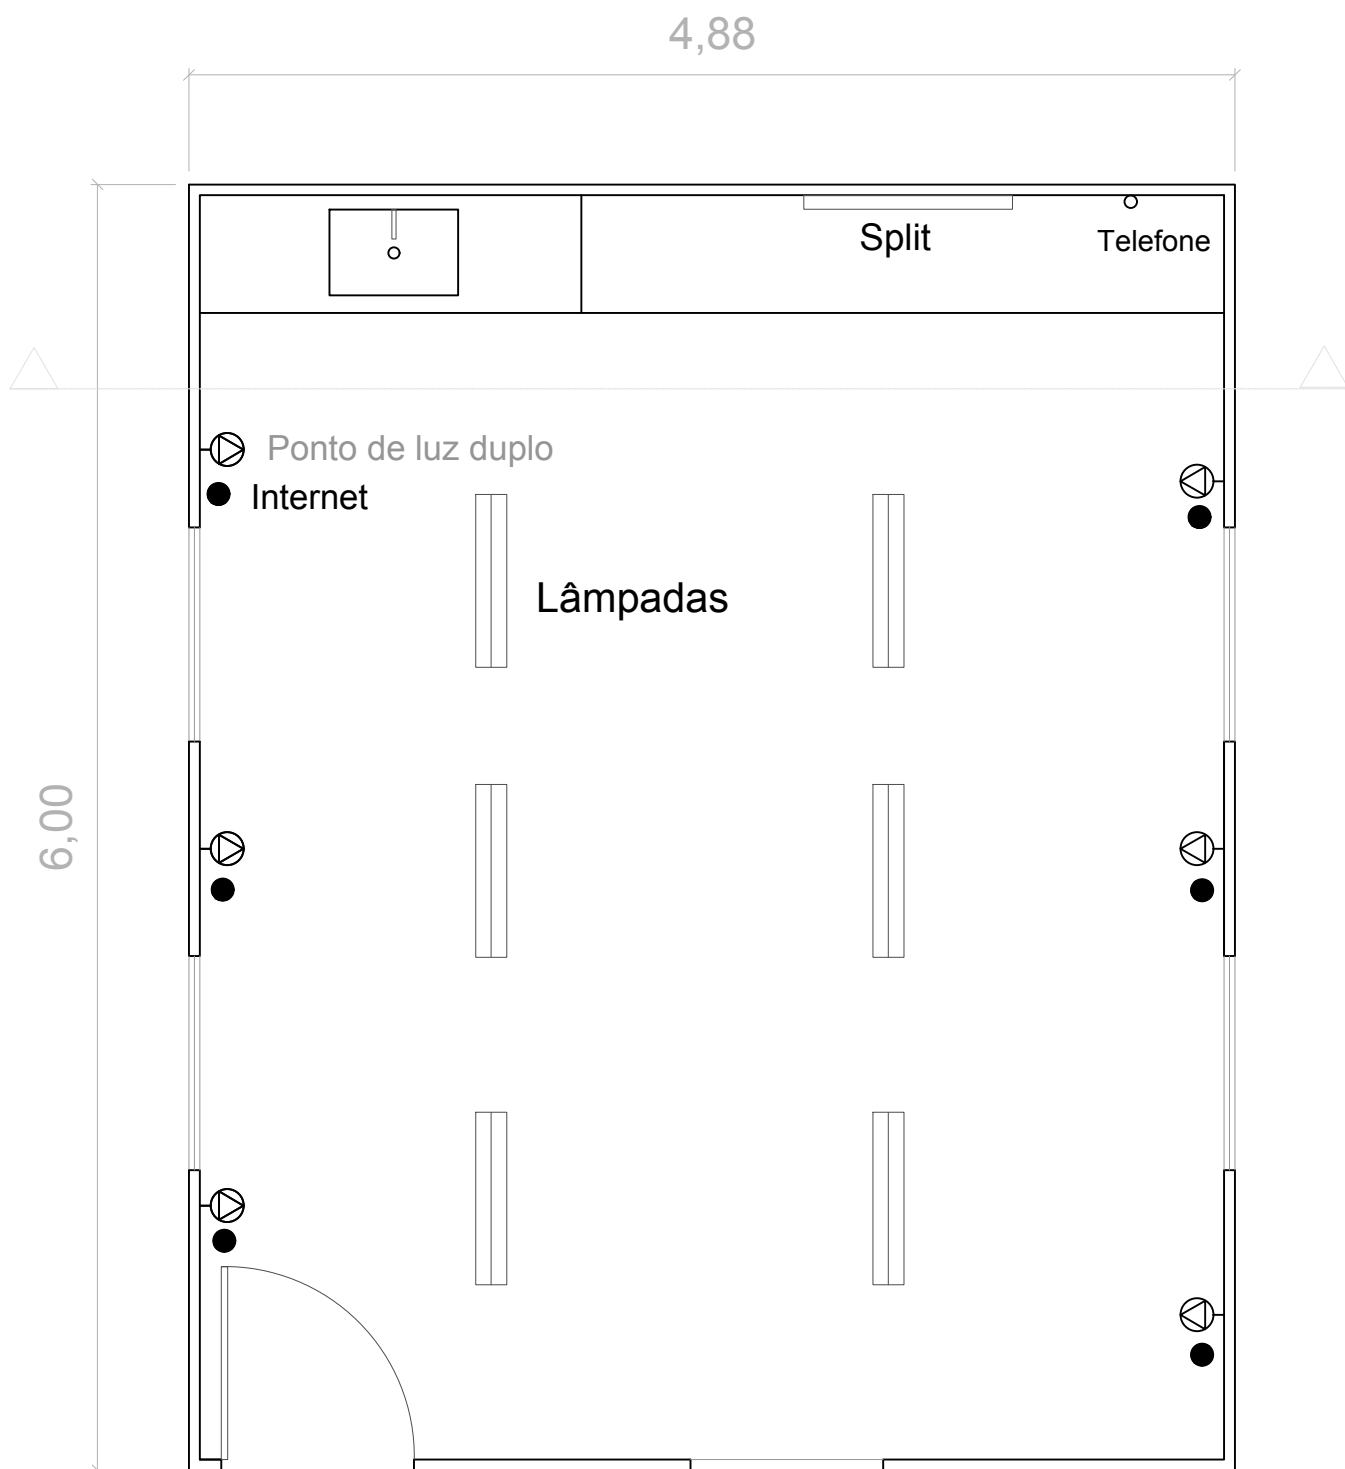 4,88
Split
Telefone
Ponto de luz duplo
Internet
Lâmpadas
6,00